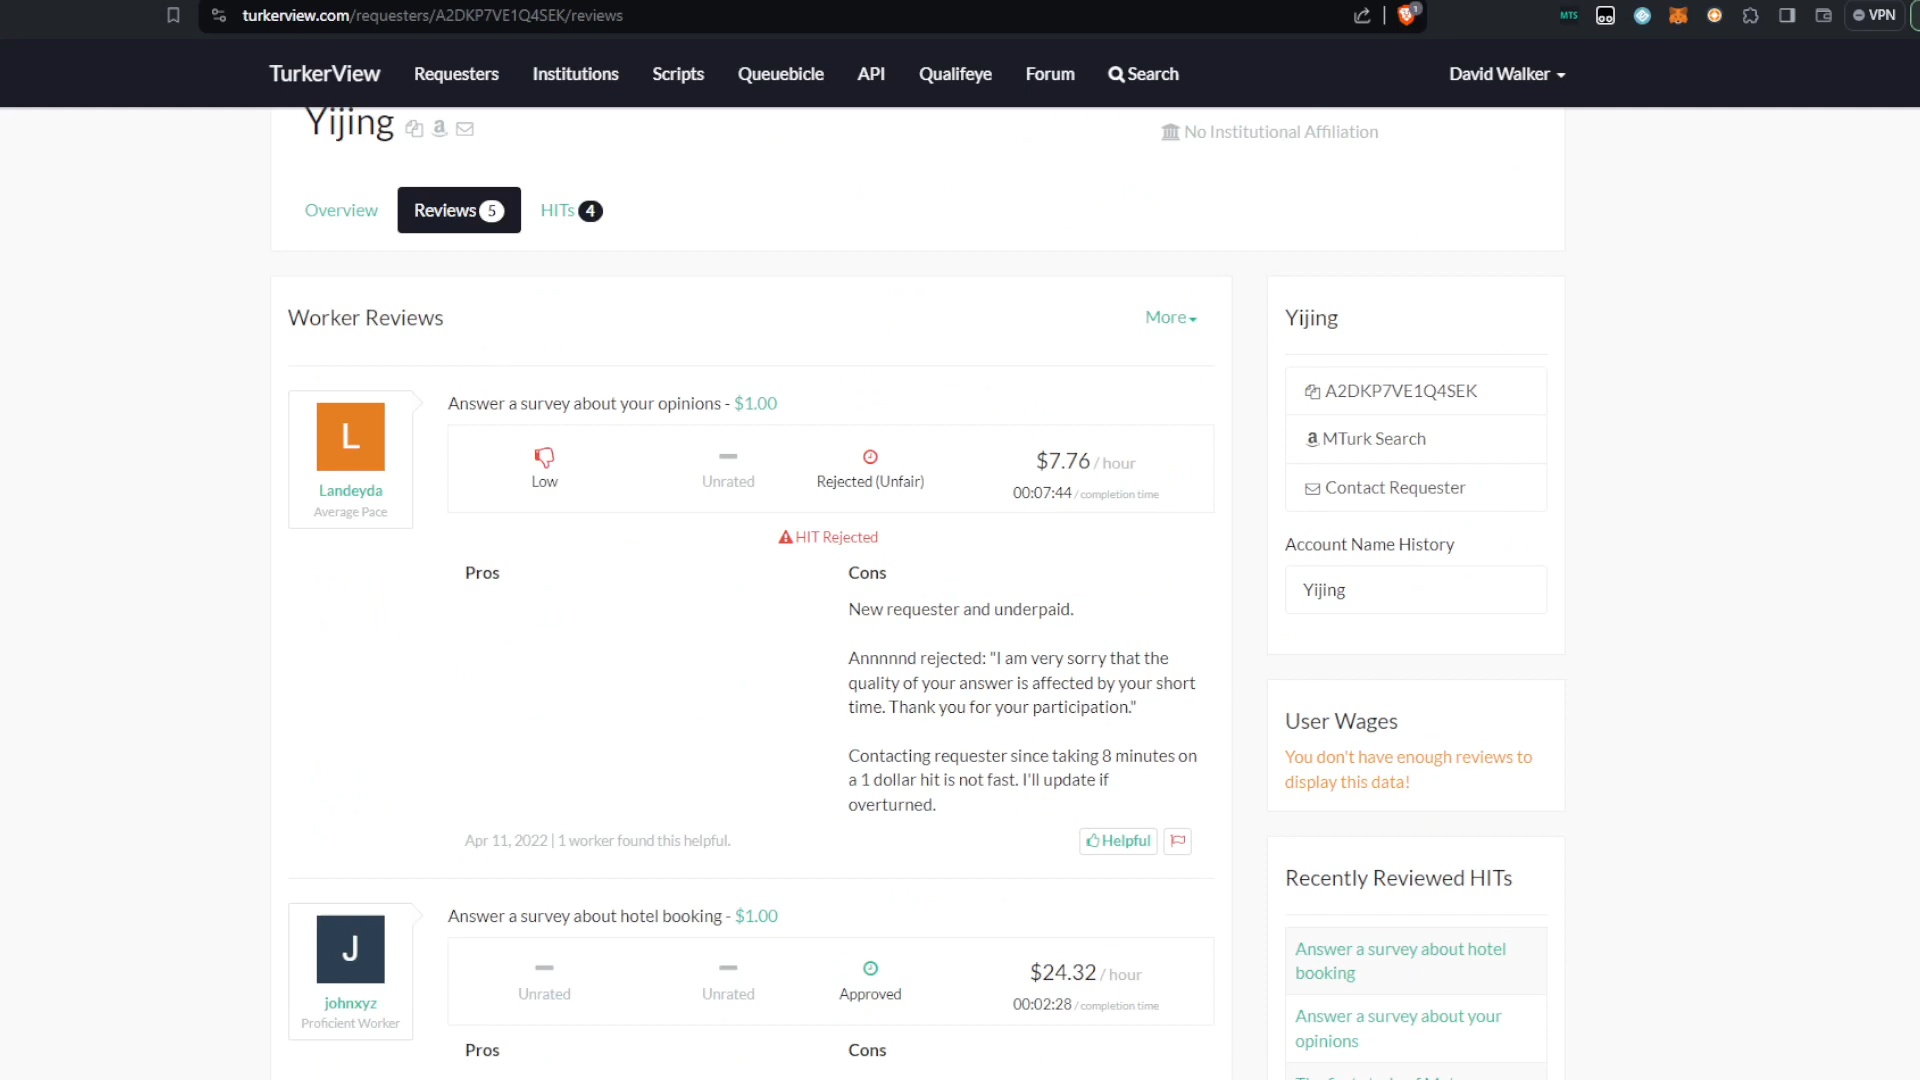 turkerview.com/requesters/A2DKP7VE1Q4SEK/reviews
1
MTS
VPN
TurkerView Requesters Institutions Scripts Queuebicle API Qualifeye Forum Search David Walker
Yijing
No Institutional Affiliation
Overview Reviews 5 HITs 4
Worker Reviews More
L
Landeyda
Average Pace
Answer a survey about your opinions - $1.00
Low
Unrated
Rejected (Unfair)
$7.76 / hour
00:07:44 / completion time
HIT Rejected
Pros
Cons
New requester and underpaid.
Annnnnd rejected: "I am very sorry that the
quality of your answer is affected by your short
time. Thank you for your participation."
Contacting requester since taking 8 minutes on
a 1 dollar hit is not fast. I'll update if
overturned.
Apr 11, 2022 | 1 worker found this helpful.
Helpful
J
johnxyz
Proficient Worker
Answer a survey about hotel booking - $1.00
Unrated
Unrated
Approved
$24.32 / hour
00:02:28 / completion time
Pros
Cons
Yijing
A2DKP7VE1Q4SEK
MTurk Search
Contact Requester
Account Name History
Yijing
User Wages
You don't have enough reviews to
display this data!
Recently Reviewed HITs
Answer a survey about hotel
booking
Answer a survey about your
opinions